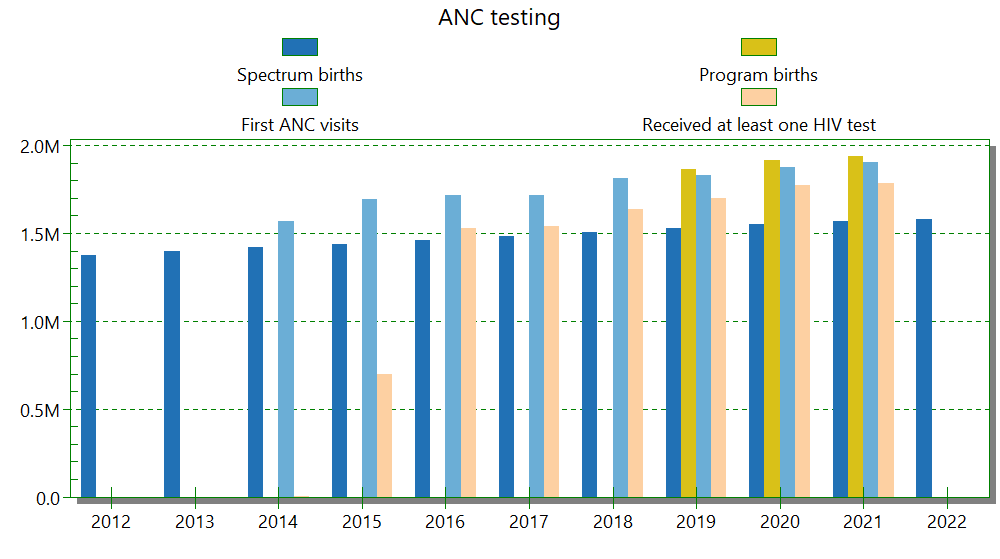 ANC testing
Spectrum births
Program births
First ANC visits
Received at least one HIV test
2.0M
1.5M
1.0M
0.5M
0.0
2012 2013 2014 2015 2016 2017 2018 2019 2020 2021 2022